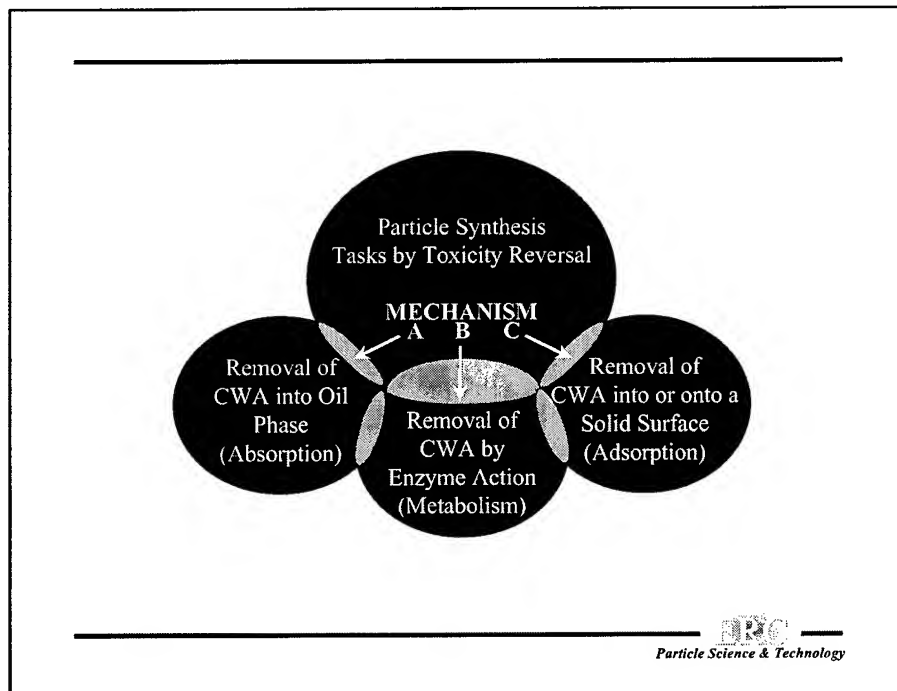 Particle Synthesis
Tasks by Toxicity Reversal
MECHANISM
A B C
Removal of
CWA into Oil
Phase
(Absorption)
Removal of
CWA by
Enzyme Action
(Metabolism)
Removal of
CWA into or onto a
Solid Surface
(Adsorption)
ERC
Particle Science & Technology